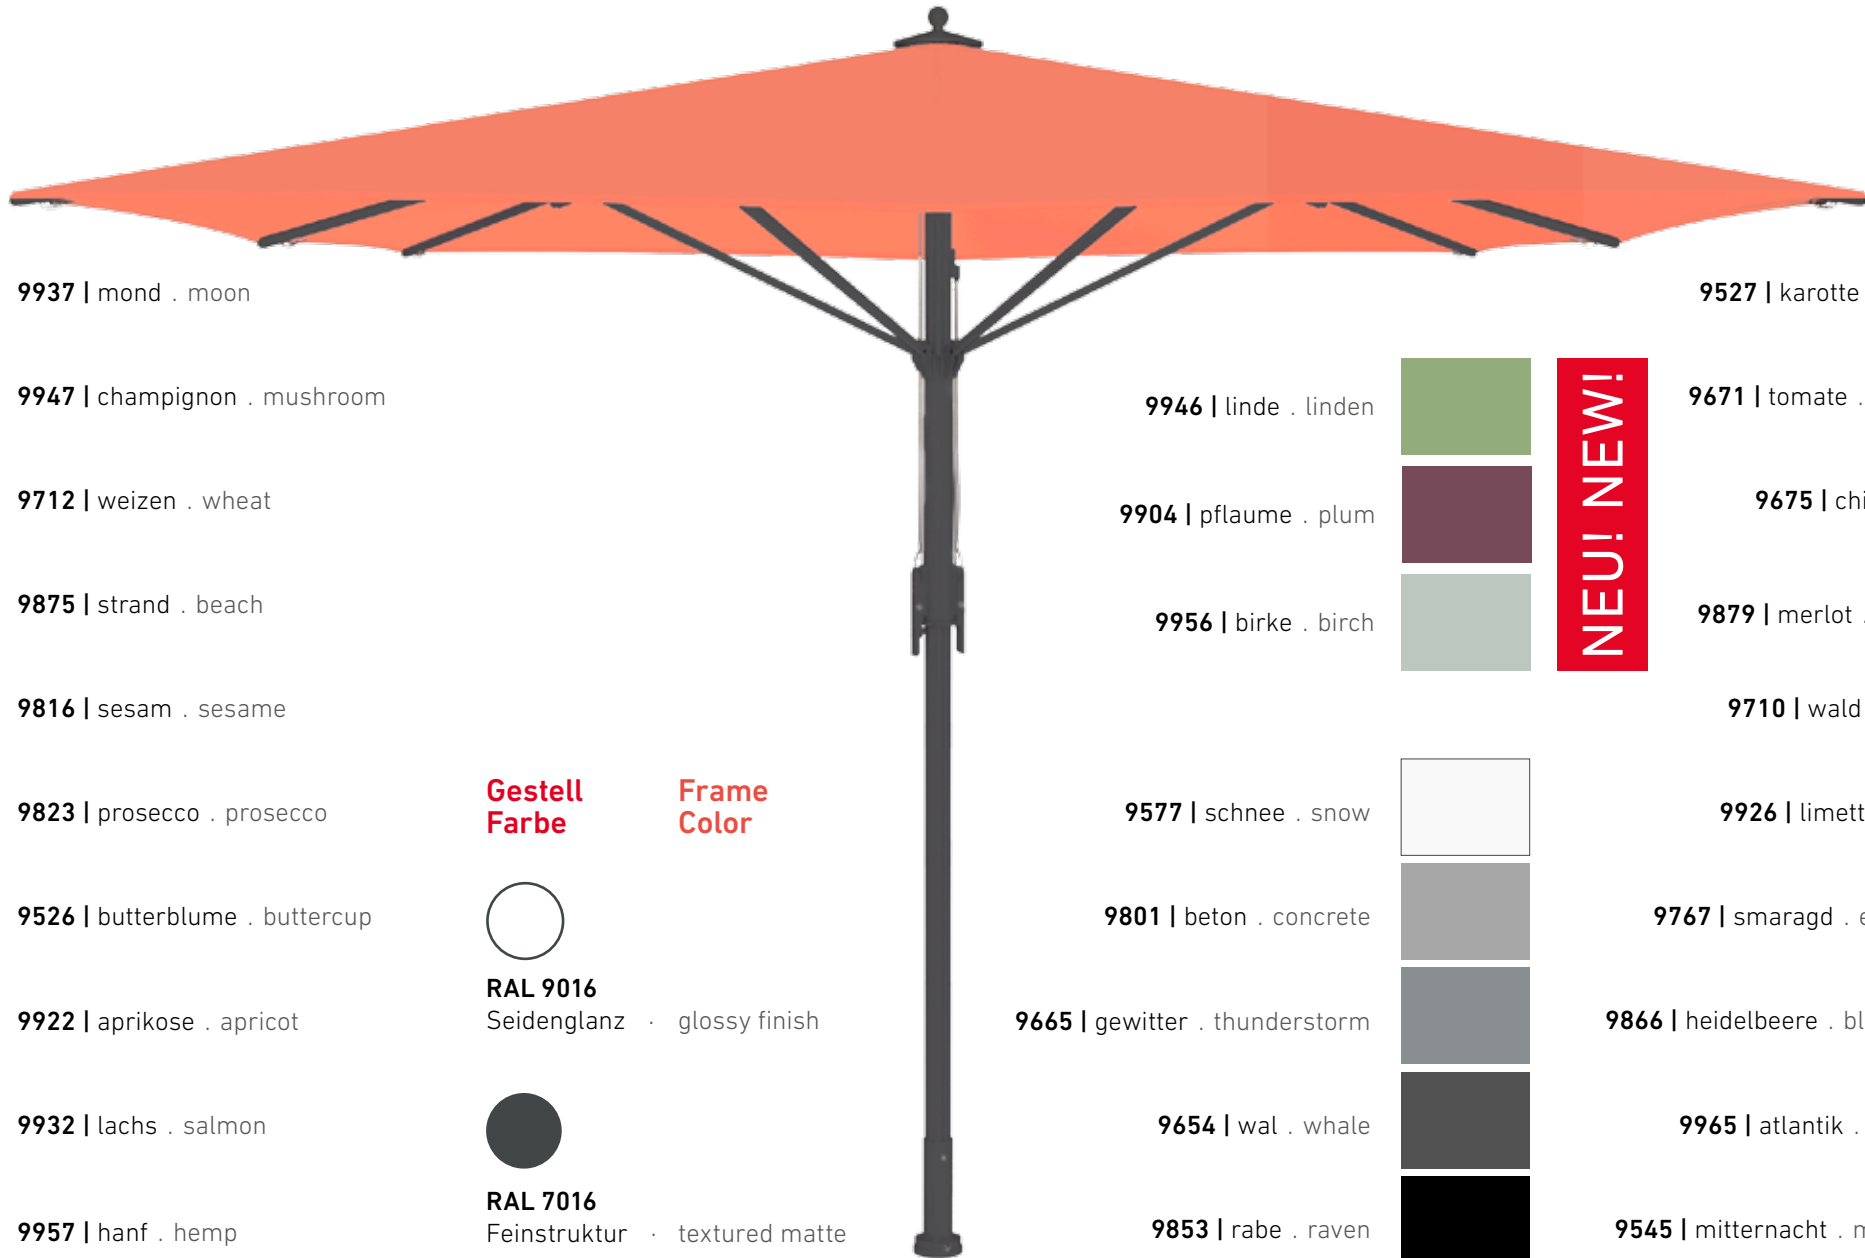 9937 | mond . moon
9947 | champignon . mushroom
9712 | weizen . wheat
9875 | strand . beach
9816 | sesam . sesame
9823 | prosecco . prosecco
9526 | butterblume . buttercup
9922 | aprikose . apricot
9932 | lachs . salmon
9957 | hanf . hemp
Gestell
Farbe
Frame
Color
RAL 9016
Seidenglanz · glossy finish
RAL 7016
Feinstruktur · textured matte
9946 | linde . linden
9904 | pflaume . plum
9956 | birke . birch
NEU! NEW!
9577 | schnee . snow
9801 | beton . concrete
9665 | gewitter . thunderstorm
9654 | wal . whale
9853 | rabe . raven
9527 | karotte
9671 | tomate .
9675 |
9879 | merlot .
9710 | wald
9926 |
9767 | smaragd .
9866 | heidelbeere .
9965 | atlantik .
9545 | mitternacht .